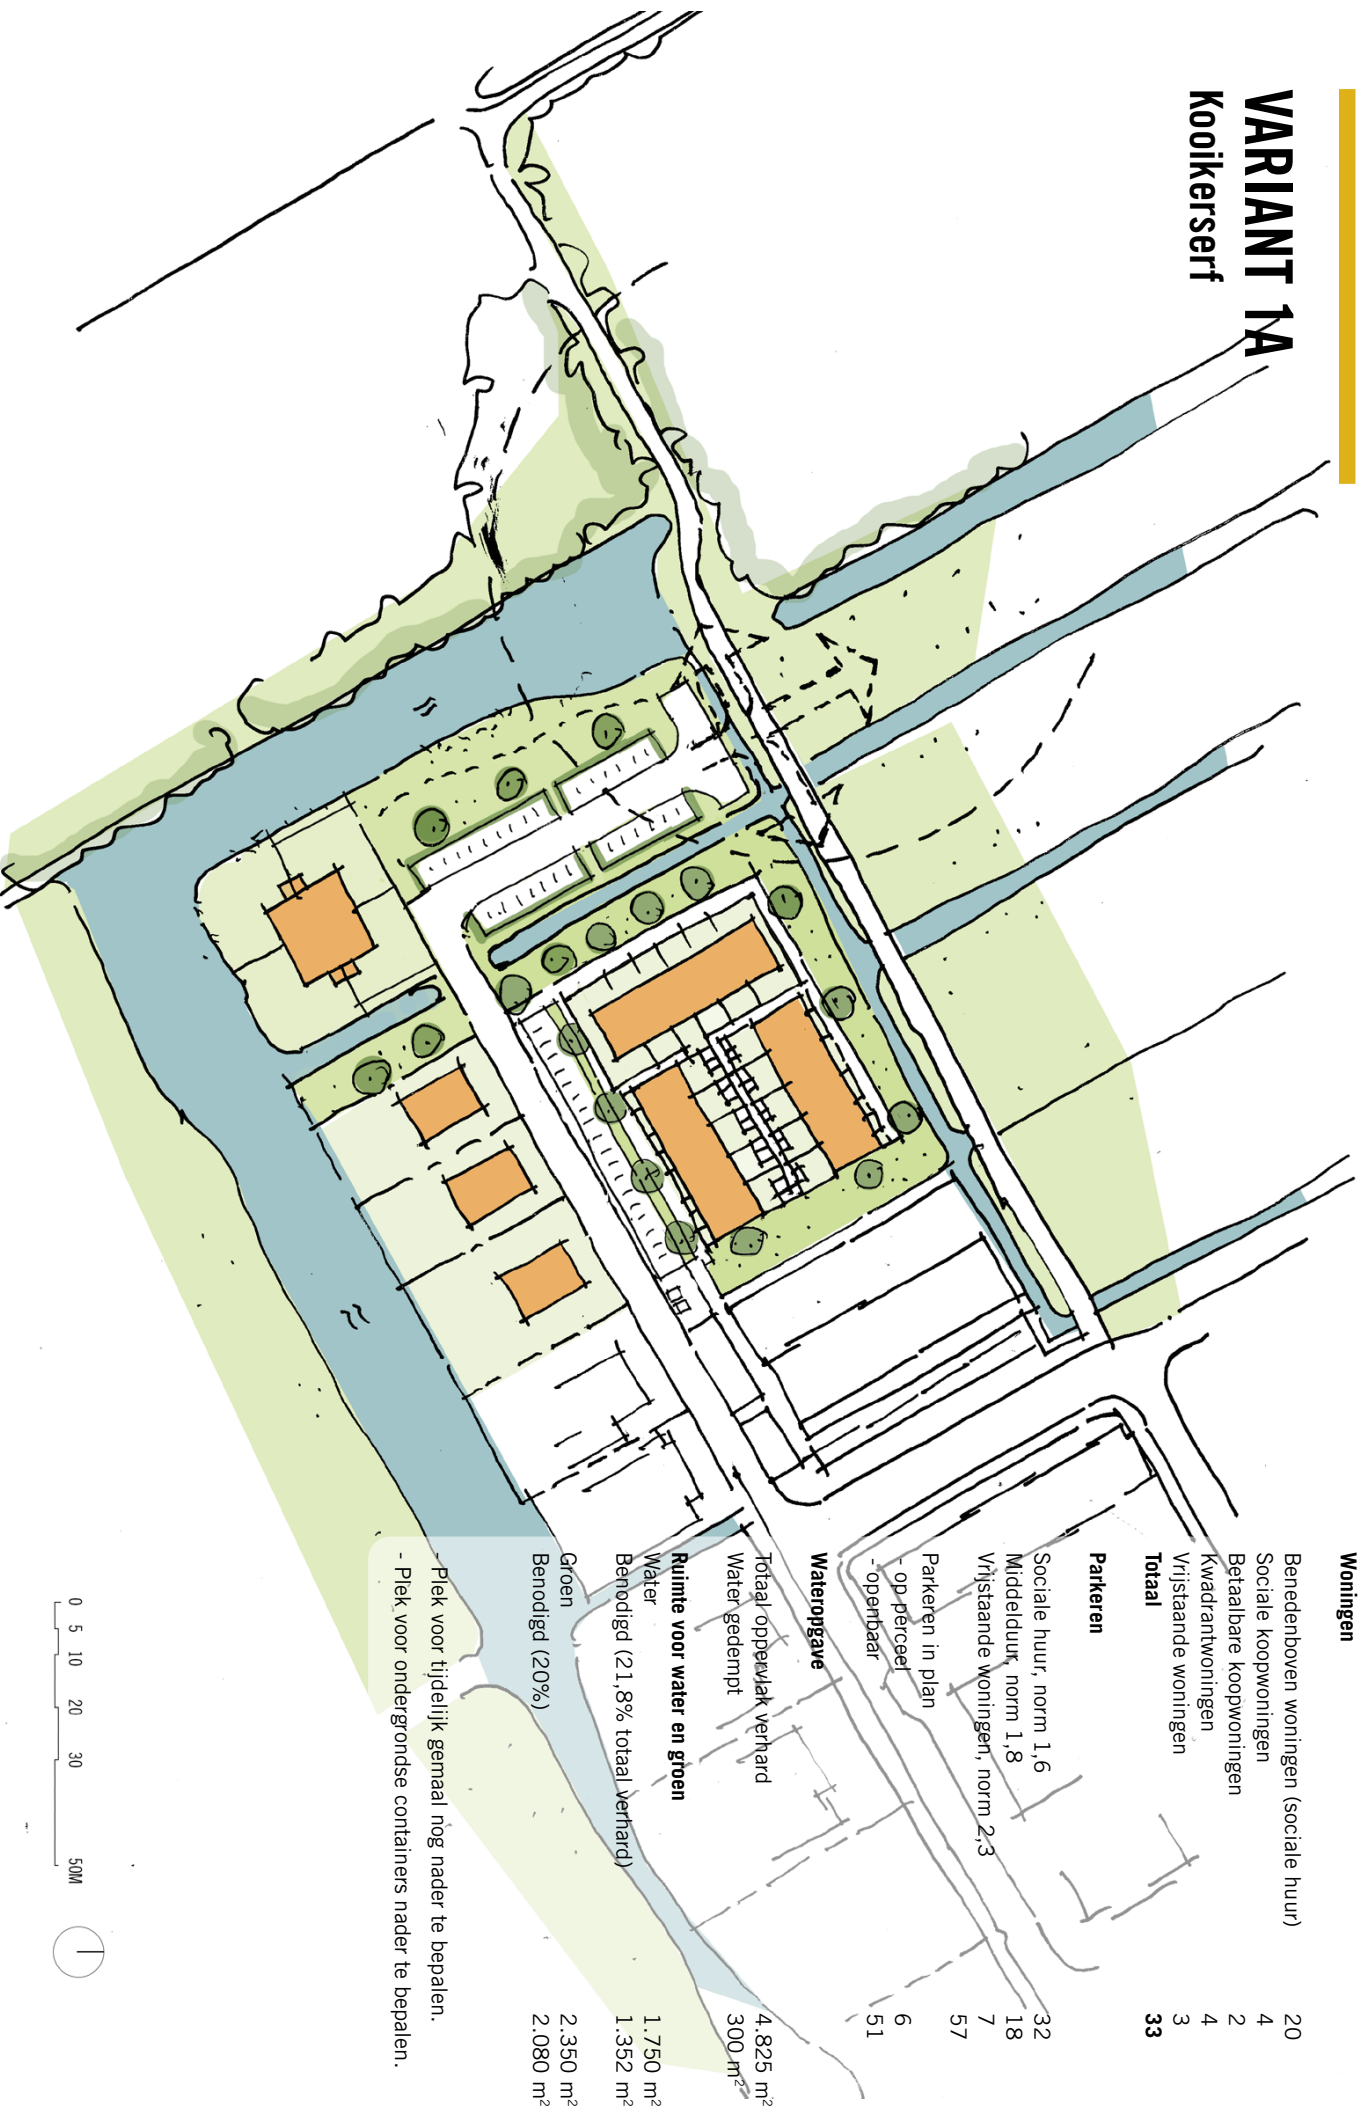 VARIANT 1A
Kooikerserf
Woningen
Benedenboven woningen (sociale huur) 20
Sociale koopwoningen 4
Betaalbare koopwoningen 2
Kwadrantwoningen 4
Vrijstaande woningen 3
Totaal 33
Parkeren
Sociale huur, norm 1,6 32
Middelduur, norm 1,8 18
Vrijstaande woningen, norm 2,3 7
57
Parkeren in plan
- op perceel 6
- openbaar 51
Wateropgave
Totaal oppervlak verhard 4.825 m²
Water gedempt 300 m²
Ruimte voor water en groen
Water 1.750 m²
Benodigd (21,8% totaal verhard) 1.352 m²
Groen 2.350 m²
Benodigd (20%) 2.080 m²
- Plek voor tijdelijk gemaal nog nader te bepalen.
- Plek voor ondergrondse containers nader te bepalen.
0 5 10 20 30 50M